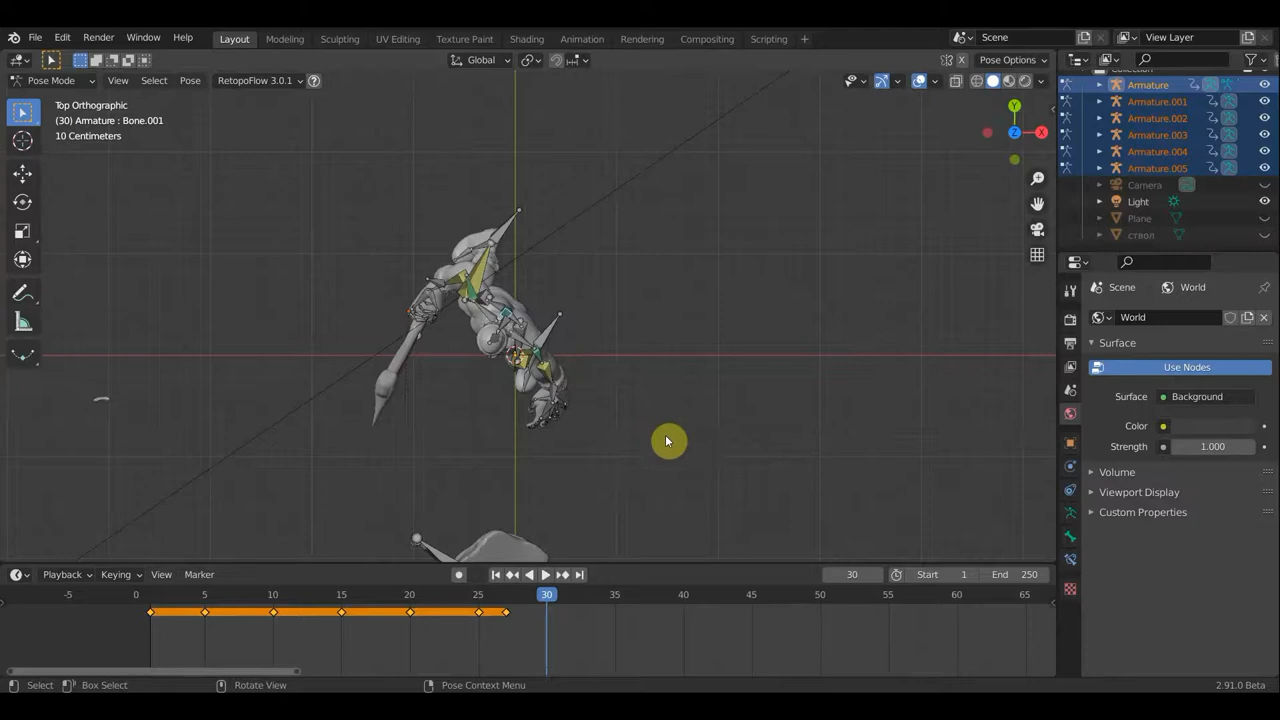 File Edit Render Window Help Layout Modeling Sculpting UV Editing Texture Paint Shading Animation Rendering Compositing Scripting Scene View Layer
Global Pose Options
Pose Mode View Select Pose RetopoFlow 3.0.1
Top Orthographic
(30) Armature : Bone.001
10 Centimeters
Y
Z
X
Armature
Armature.001
Armature.002
Armature.003
Armature.004
Armature.005
Camera
Light
Plane
ствол
Scene World
World
Surface
Use Nodes
Surface Background
Color
Strength 1.000
Volume
Viewport Display
Custom Properties
Playback Keying View Marker 30 Start 1 End 250
-5 0 5 10 15 20 25 30 35 40 45 50 55 60 65
Select Box Select Rotate View Pose Context Menu 2.91.0 Beta